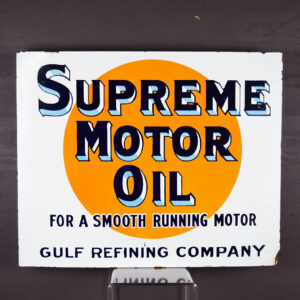 SUPREME
MOTOR
OIL
FOR A SMOOTH RUNNING MOTOR
GULF REFINING COMPANY